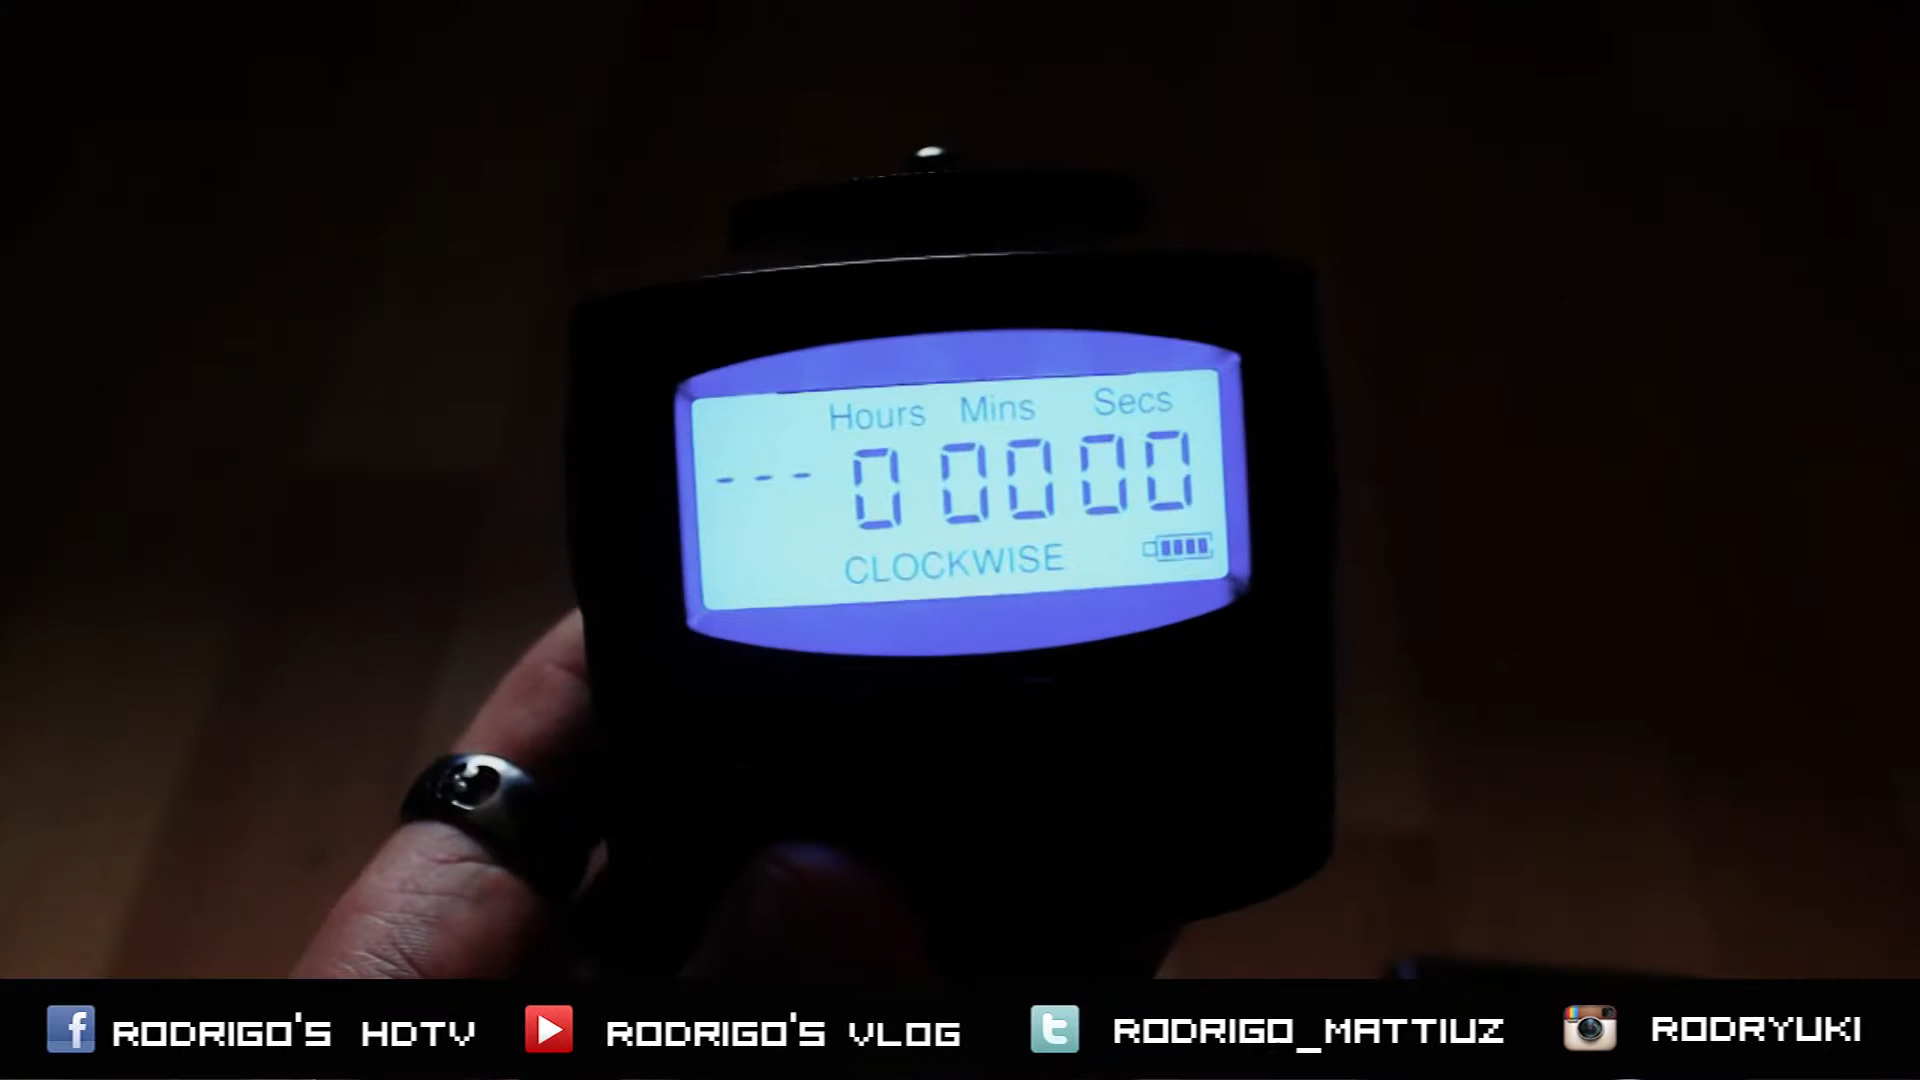 Hours Mins Secs
--- 0 00 00
CLOCKWISE
RODRIGO'S HDTV RODRIGO'S VLOG RODRIGO_MATTIUZ RODRYUKI